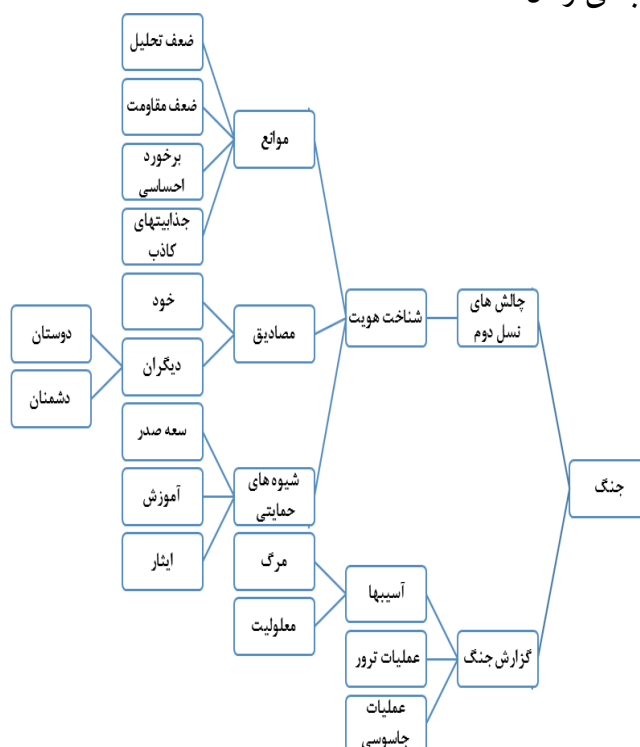 ضعف تحلیل
ضعف مقاومت
موانع
برخورد
احساسی
جذابیتهای
کاذب
خود
مصادیق
شناخت هویت
چالش های
نسل دوم
دوستان
دیگران
دشمنان
سعه صدر
شیوه های
حمایتی
آموزش
جنگ
ایثار
مرگ
آسیبها
معلولیت
عملیات ترور
گزارش جنگ
عملیات
جاسوسی